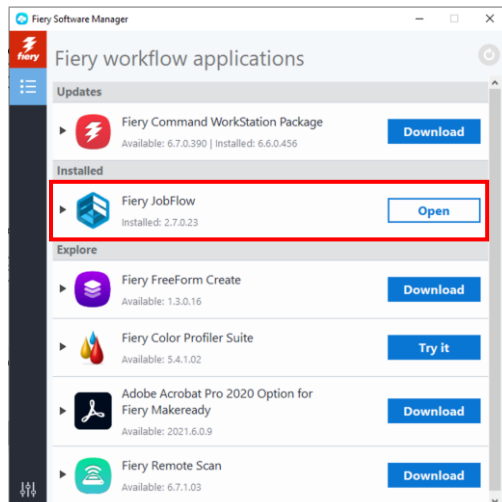 Fiery Software Manager
fiery
Fiery workflow applications
Updates
Fiery Command WorkStation Package
Available: 6.7.0.390 | Installed: 6.6.0.456
Download
Installed
Fiery JobFlow
Installed: 2.7.0.23
Open
Explore
Fiery FreeForm Create
Available: 1.3.0.16
Download
Fiery Color Profiler Suite
Available: 5.4.1.02
Try it
Adobe Acrobat Pro 2020 Option for
Fiery Makeready
Available: 2021.6.0.9
Download
Fiery Remote Scan
Available: 6.7.1.03
Download